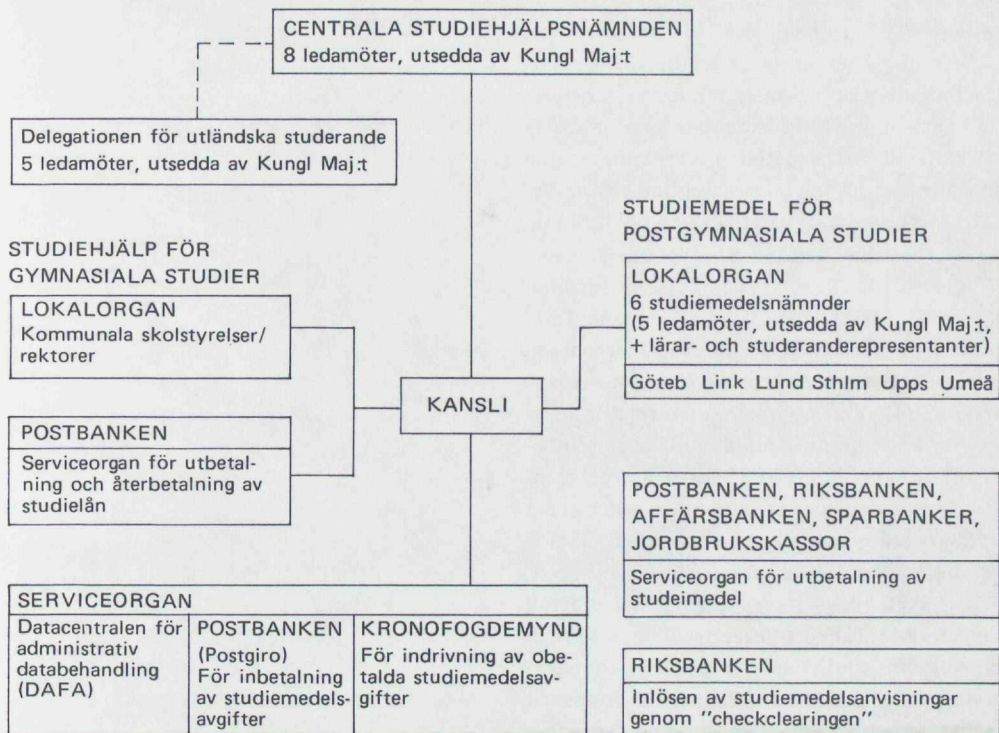 CENTRALA STUDIEHJÄLPSNÄMNDEN
8 ledamöter, utsedda av Kungl Maj:t
Delegationen för utländska studerande
5 ledamöter, utsedda av Kungl Maj:t
STUDIEHJÄLP FÖR
GYMNASIALA STUDIER
LOKALORGAN
Kommunala skolstyrelser/
rektorer
POSTBANKEN
Serviceorgan för utbetal-
ning och återbetalning av
studielån
KANSLI
STUDIEMEDEL FÖR
POSTGYMNASIALA STUDIER
LOKALORGAN
6 studiemedelsnämnder
(5 ledamöter, utsedda av Kungl Maj:t,
+ lärar- och studeranderepresentanter)
Göteb Link Lund Sthlm Upps Umeå
POSTBANKEN, RIKSBANKEN,
AFFÄRSBANKEN, SPARBANKER,
JORDBRUKSKASSOR
Serviceorgan för utbetalning av
studeimedel
SERVICEORGAN
Datacentralen för
administrativ
databehandling
(DAFA)
POSTBANKEN
(Postgiro)
För inbetalning
av studiemedels-
avgifter
KRONOFOGDEMYND
För indrivning av obe-
talda studiemedelsav-
gifter
RIKSBANKEN
Inlösen av studiemedelsanvisningar
genom "checkclearingen"